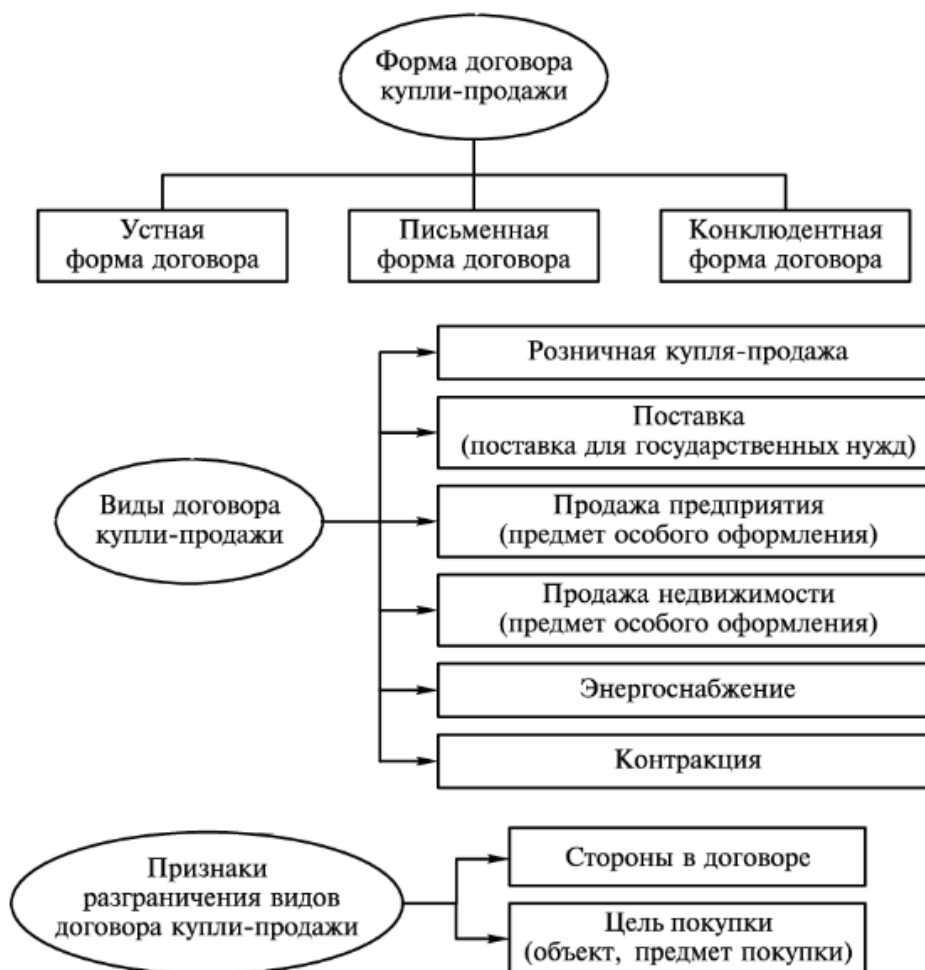 Форма договора
купли-продажи
Устная
форма договора
Письменная
форма договора
Конклюдентная
форма договора
Виды договора
купли-продажи
Розничная купля-продажа
Поставка
(поставка для государственных нужд)
Продажа предприятия
(предмет особого оформления)
Продажа недвижимости
(предмет особого оформления)
Энергоснабжение
Контракция
Признаки
разграничения видов
договора купли-продажи
Стороны в договоре
Цель покупки
(объект, предмет покупки)